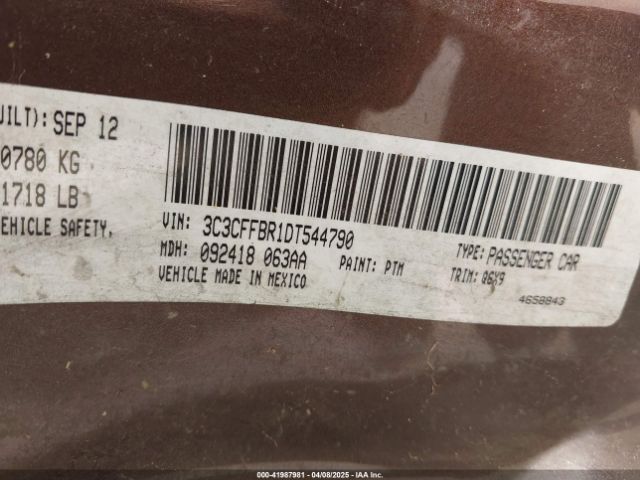 UILT): SEP 12
0780 KG
1718 LB
EHICLE SAFETY.
VIN: 3C3CFFBR1DT544790
MDH: 092418 063AA
PAINT: PTM
VEHICLE MADE IN MEXICO
TYPE: PASSENGER CAR
TRIM: Q6X9
4658843
000-41987981 | 04/08/2025 | IAA Inc.